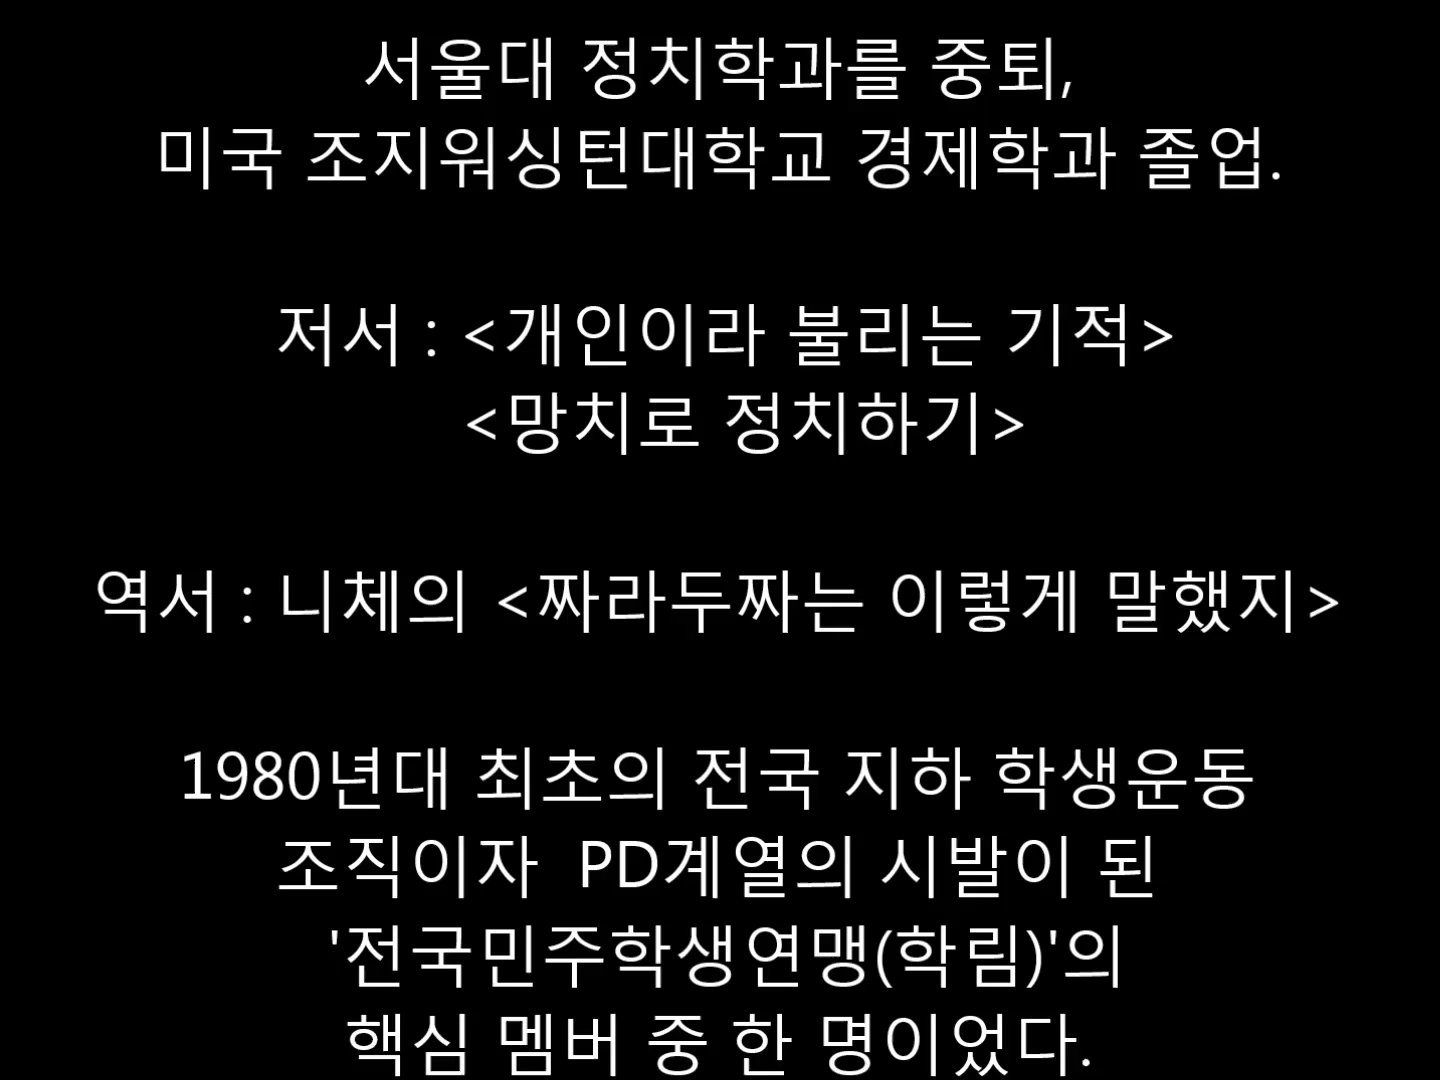 서울대 정치학과를 중퇴,
미국 조지워싱턴대학교 경제학과 졸업.
저서 : <개인이라 불리는 기적>
<망치로 정치하기>
역서 : 니체의 <짜라두짜는 이렇게 말했지>
1980년대 최초의 전국 지하 학생운동
조직이자 PD계열의 시발이 된
'전국민주학생연맹(학림)'의
핵심 멤버 중 한 명이었다.